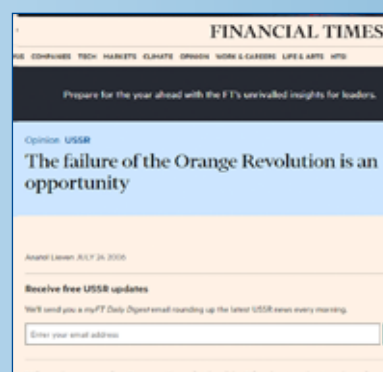 FINANCIAL TIMES
COMPANIES TECH MARKETS CLIMATE OPINION WORK & CAREERS LIFE & ARTS HTSI
Prepare for the year ahead with the FT's unrivalled insights for leaders.
Opinion USSR
The failure of the Orange Revolution is an
opportunity
Anatol Lieven JULY 24 2006
Receive free USSR updates
We'll send you a myFT Daily Digest email rounding up the latest USSR news every morning.
Enter your email address